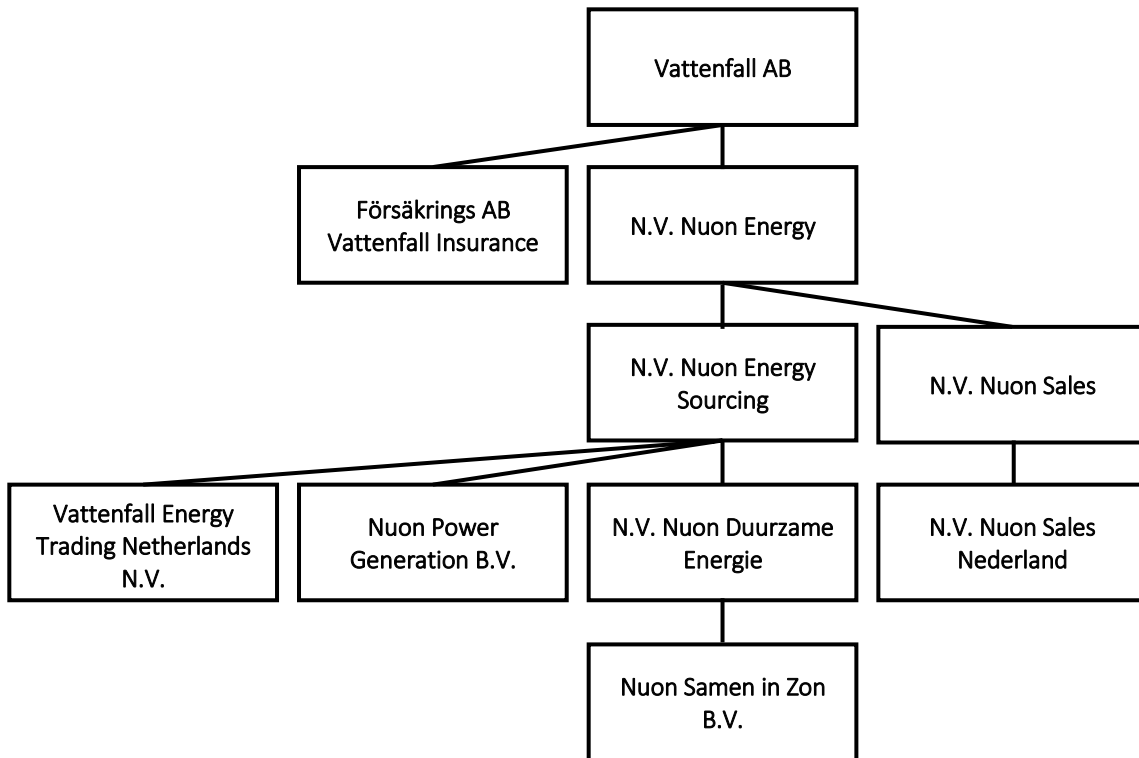 Vattenfall AB
Försäkrings AB
Vattenfall Insurance
N.V. Nuon Energy
N.V. Nuon Energy
Sourcing
N.V. Nuon Sales
Vattenfall Energy
Trading Netherlands
N.V.
Nuon Power
Generation B.V.
N.V. Nuon Duurzame
Energie
N.V. Nuon Sales
Nederland
Nuon Samen in Zon
B.V.